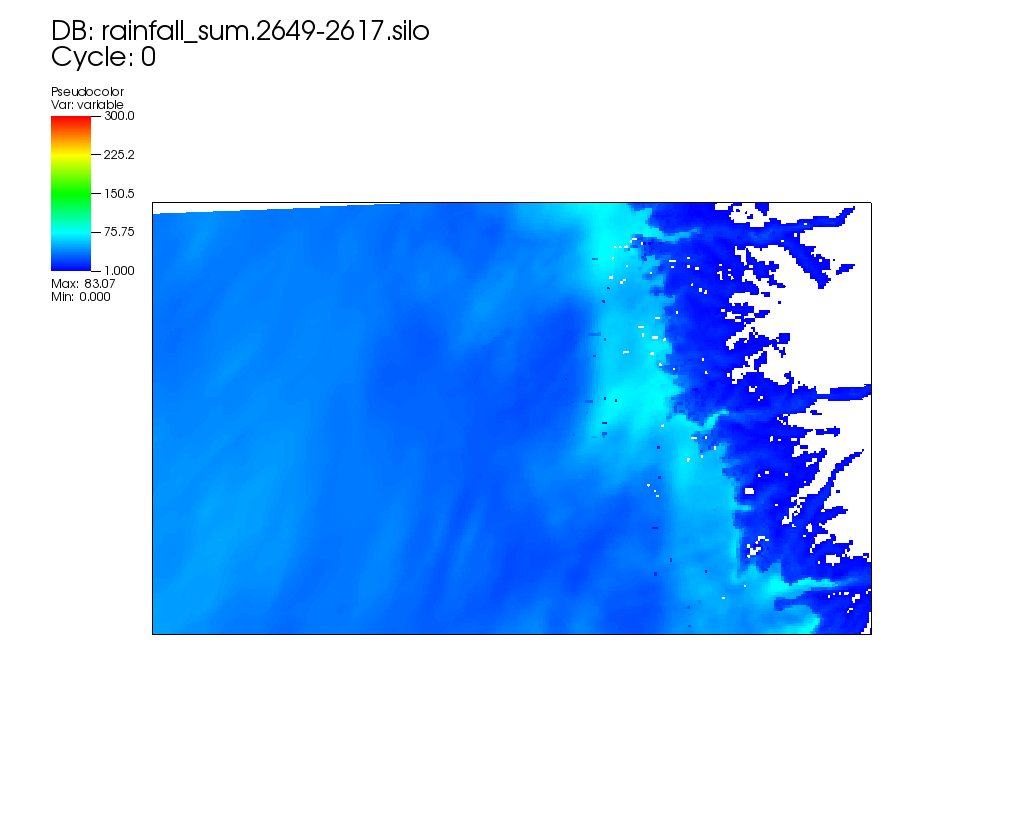 DB: rainfall_sum.2649-2617.silo
Cycle: 0
Pseudocolor
Var: variable
300.0
225.2
150.5
75.75
1.000
Max: 83.07
Min: 0.000